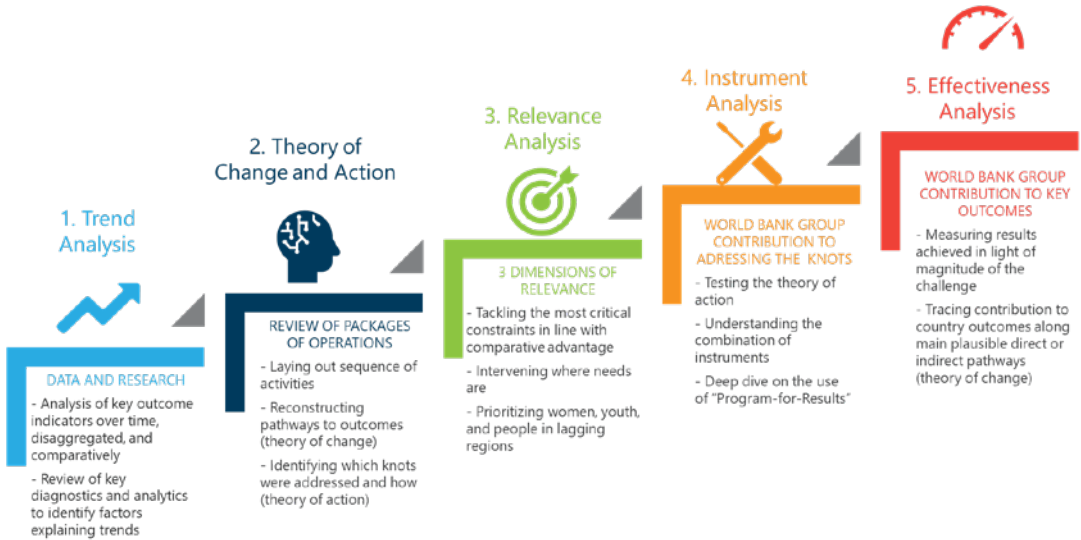 1. Trend
Analysis
DATA AND RESEARCH
- Analysis of key outcome
indicators over time,
disaggregated, and
comparatively
- Review of key
diagnostics and analytics
to identify factors
explaining trends
2. Theory of
Change and Action
REVIEW OF PACKAGES
OF OPERATIONS
- Laying out sequence of
activities
- Reconstructing
pathways to outcomes
(theory of change)
- Identifying which knots
were addressed and how
(theory of action)
3. Relevance
Analysis
3 DIMENSIONS OF
RELEVANCE
- Tackling the most critical
constraints in line with
comparative advantage
- Intervening where needs
are
- Prioritizing women, youth,
and people in lagging
regions
4. Instrument
Analysis
WORLD BANK GROUP
CONTRIBUTION TO
ADRESSING THE KNOTS
- Testing the theory of
action
- Understanding the
combination of
instruments
- Deep dive on the use
of "Program-for-Results"
5. Effectiveness
Analysis
WORLD BANK GROUP
CONTRIBUTION TO KEY
OUTCOMES
- Measuring results
achieved in light of
magnitude of the
challenge
- Tracing contribution to
country outcomes along
main plausible direct or
indirect pathways
(theory of change)